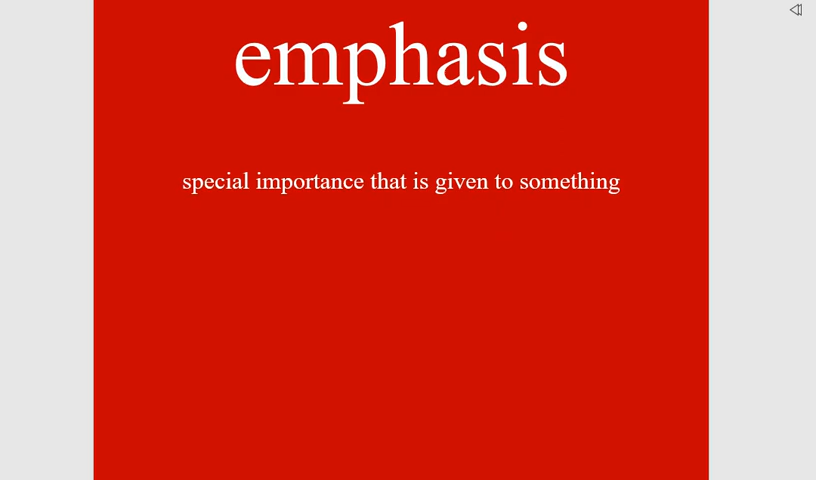 emphasis
special importance that is given to something